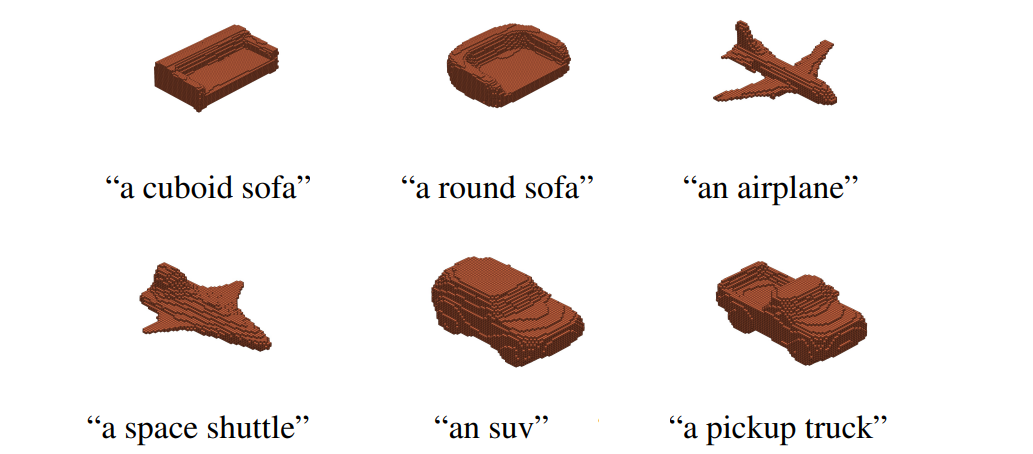 “a cuboid sofa” “a round sofa” “an airplane”
“a space shuttle” “an suv” “a pickup truck”